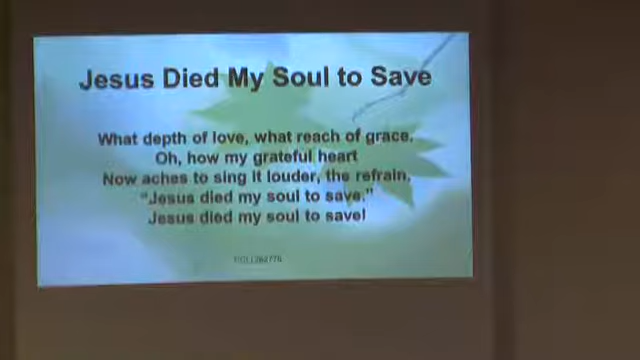 Jesus Died My Soul to Save
What depth of love, what reach of grace.
Oh, how my grateful heart
Now aches to sing it louder, the refrain,
"Jesus died my soul to save."
Jesus died my soul to save!